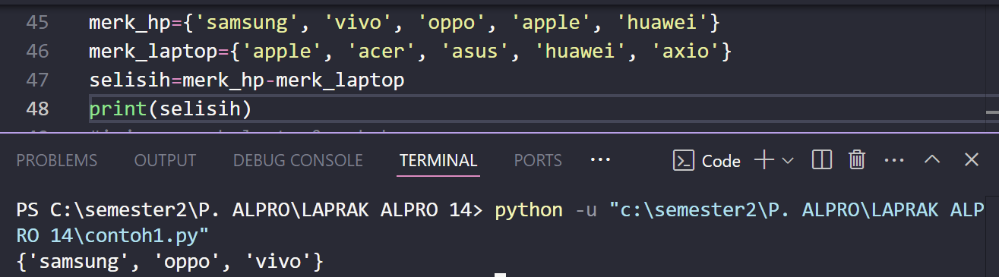 45 merk_hp={'samsung', 'vivo', 'oppo', 'apple', 'huawei'}
46 merk_laptop={'apple', 'acer', 'asus', 'huawei', 'axio'}
47 selisih=merk_hp-merk_laptop
48 print(selisih)
PROBLEMS OUTPUT DEBUG CONSOLE TERMINAL PORTS ... Code
PS C:\semester2\P. ALPRO\LAPRAK ALPRO 14> python -u "c:\semester2\P. ALPRO\LAPRAK ALP
RO 14\contoh1.py"
{'samsung', 'oppo', 'vivo'}